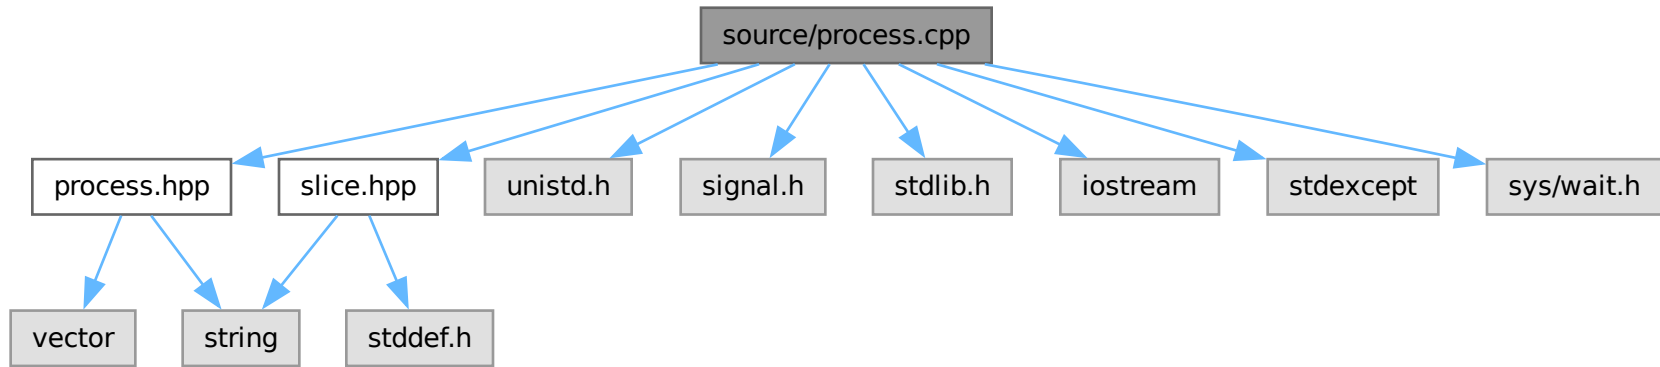 source/process.cpp
process.hpp
slice.hpp
unistd.h
signal.h
stdlib.h
iostream
stdexcept
sys/wait.h
vector
string
stddef.h